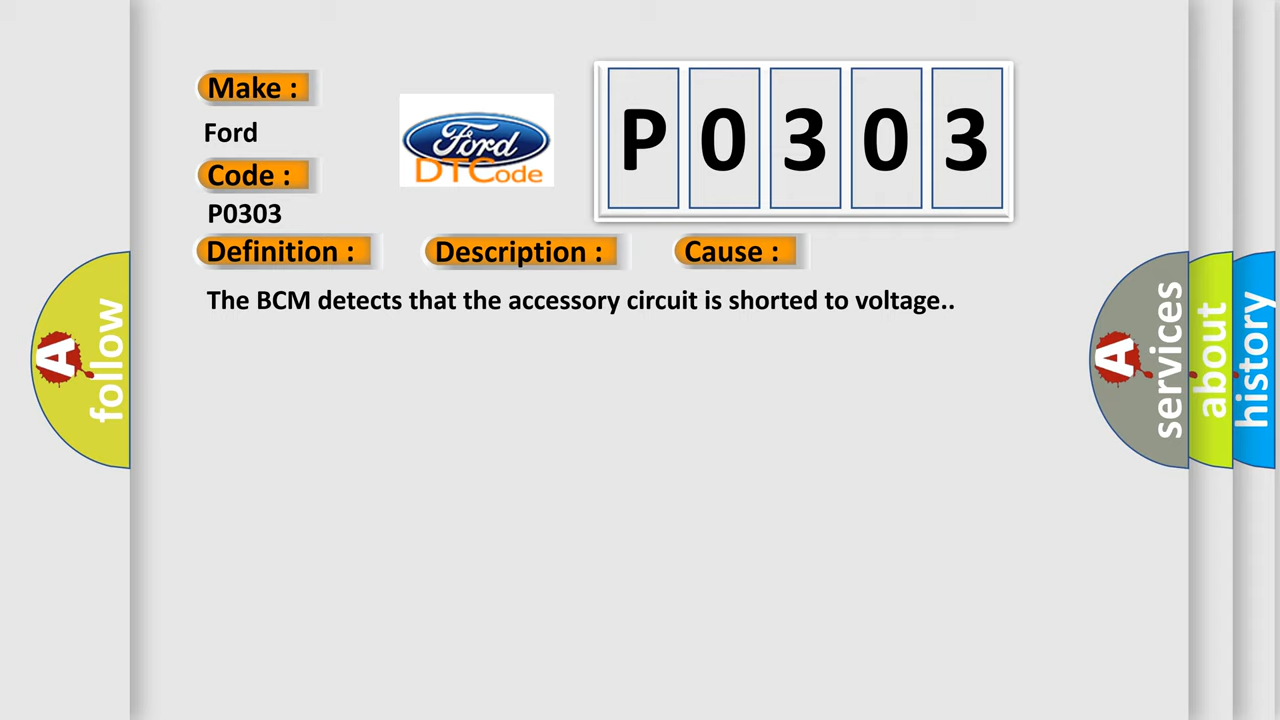 Make :
Ford
Code :
P0303
Ford
DTCode
P0303
Definition :
Description :
Cause :
The BCM detects that the accessory circuit is shorted to voltage..
A
follow
A
services
about
history